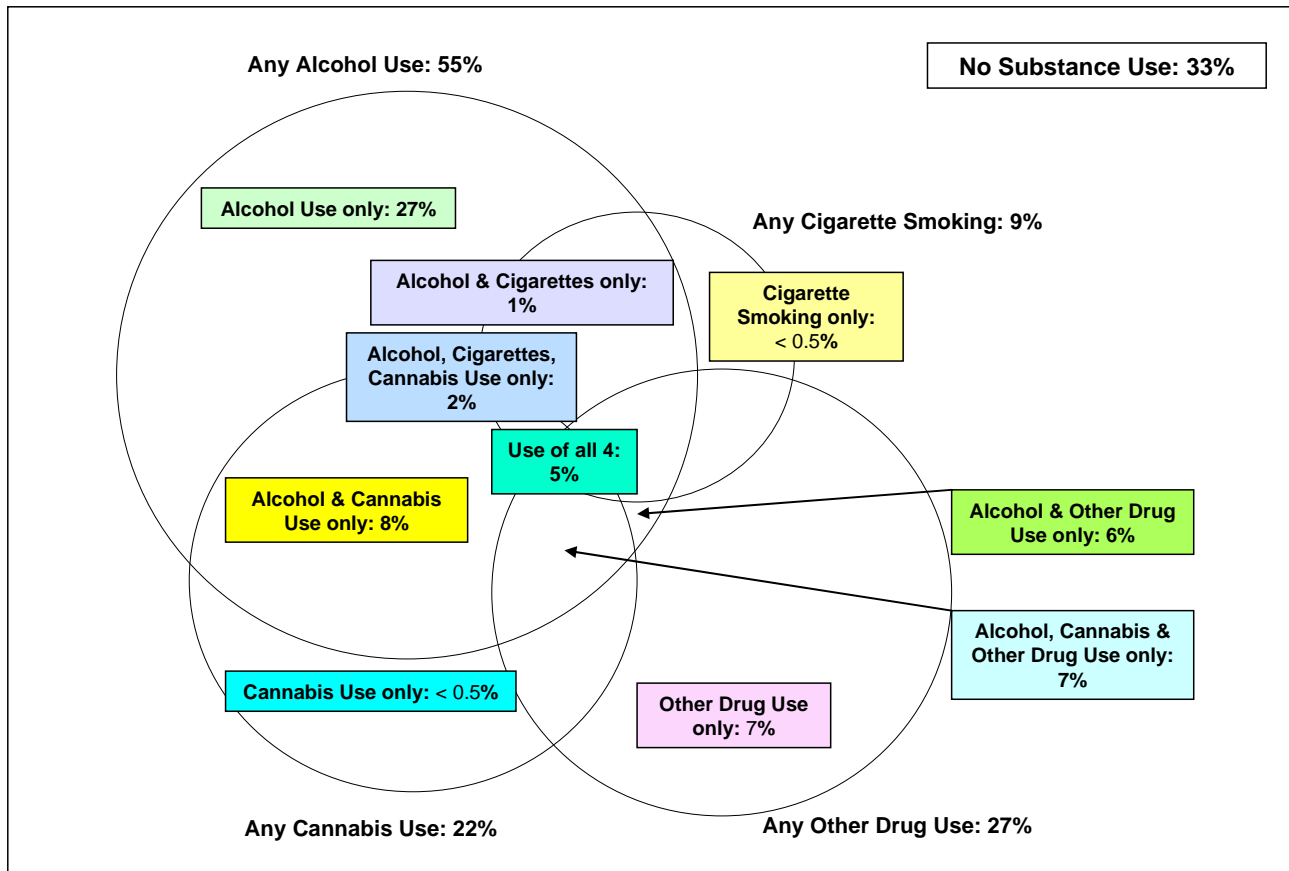 Any Alcohol Use: 55%
No Substance Use: 33%
Alcohol Use only: 27%
Any Cigarette Smoking: 9%
Alcohol & Cigarettes only:
1%
Cigarette
Smoking only:
< 0.5%
Alcohol, Cigarettes,
Cannabis Use only:
2%
Use of all 4:
5%
Alcohol & Cannabis
Use only: 8%
Alcohol & Other Drug
Use only: 6%
Alcohol, Cannabis &
Other Drug Use only:
7%
Cannabis Use only: < 0.5%
Other Drug Use
only: 7%
Any Cannabis Use: 22%
Any Other Drug Use: 27%